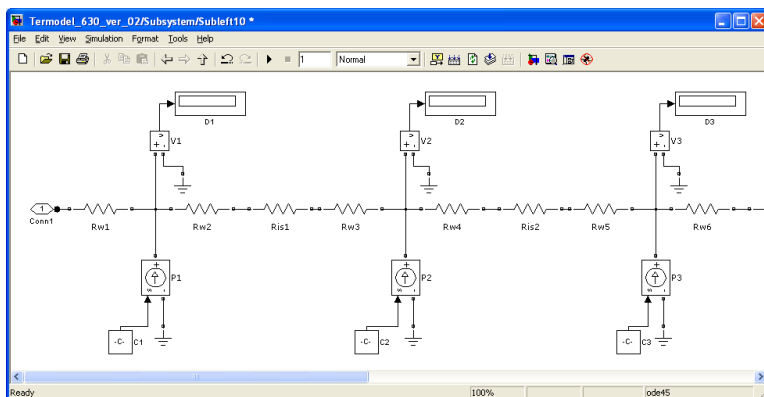 Termodel_630_ver_02/Subsystem/Subleft10 *
File Edit View Simulation Format Tools Help
1 Normal
D1 D2 D3
V1 V2 V3
v + - v + - v + -
1
Conn1 Rw1 Rw2 Ris1 Rw3 Rw4 Ris2 Rw5 Rw6
P1 P2 P3
+ s - + s - + s -
-C- C1 -C- C2 -C- C3
Ready 100% ode45